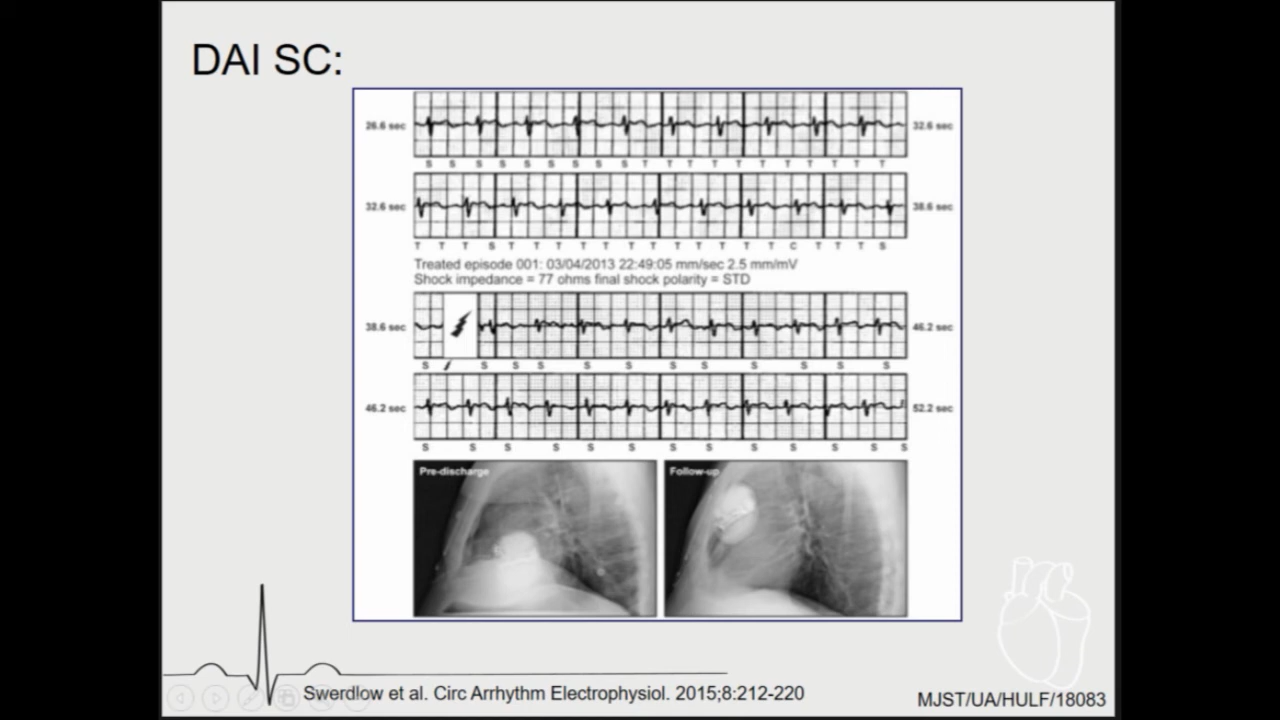 DAI SC:
26.6 sec
32.6 sec
S S S S S S S S S T T T T T T T T T T T
32.6 sec
38.6 sec
T T T S T T T T T T T T T T T T C T T T S
Treated episode 001: 03/04/2013 22:49:05 mm/sec 2.5 mm/mV
Shock impedance = 77 ohms final shock polarity = STD
38.6 sec
46.2 sec
S S S S S S S S S S S S
46.2 sec
52.2 sec
S S S S S S S S S S S S S
Pre-discharge
Follow-up
Swerdlow et al. Circ Arrhythm Electrophysiol. 2015;8:212-220
MJST/UA/HULF/18083